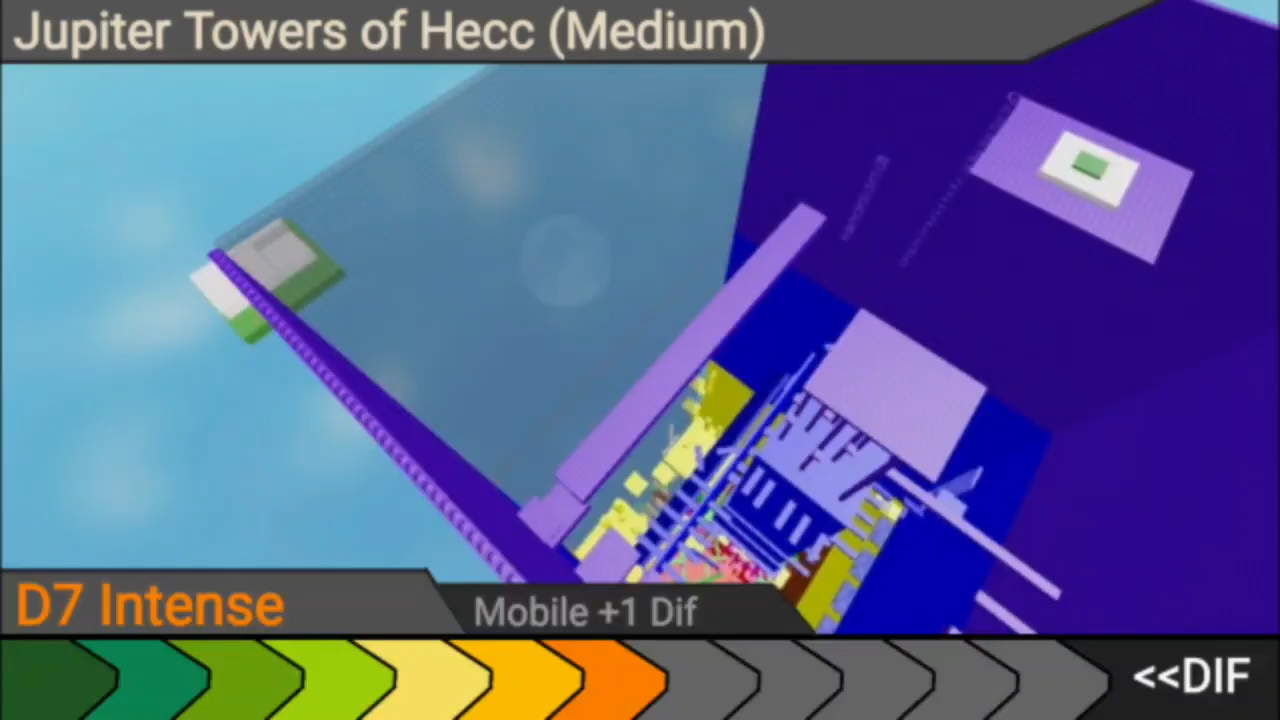 Jupiter Towers of Hecc (Medium)
D7 Intense
Mobile +1 Dif
<<DIF